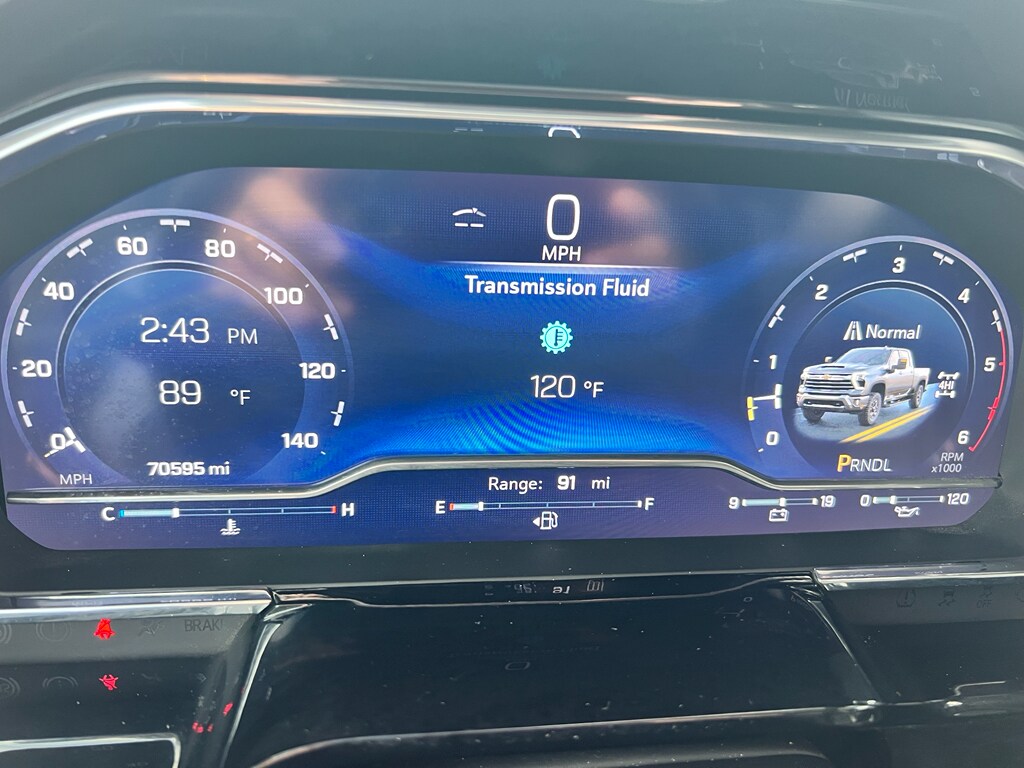 0
MPH
Transmission Fluid
120 °F
0
20
40
60
80
100
120
140
MPH
2:43 PM
89 °F
70595 mi
0
1
2
3
4
5
6
RPM
x1000
Normal
4HI
PRNDL
Range: 91 mi
C H
E F
9 19
0 120
BRAK